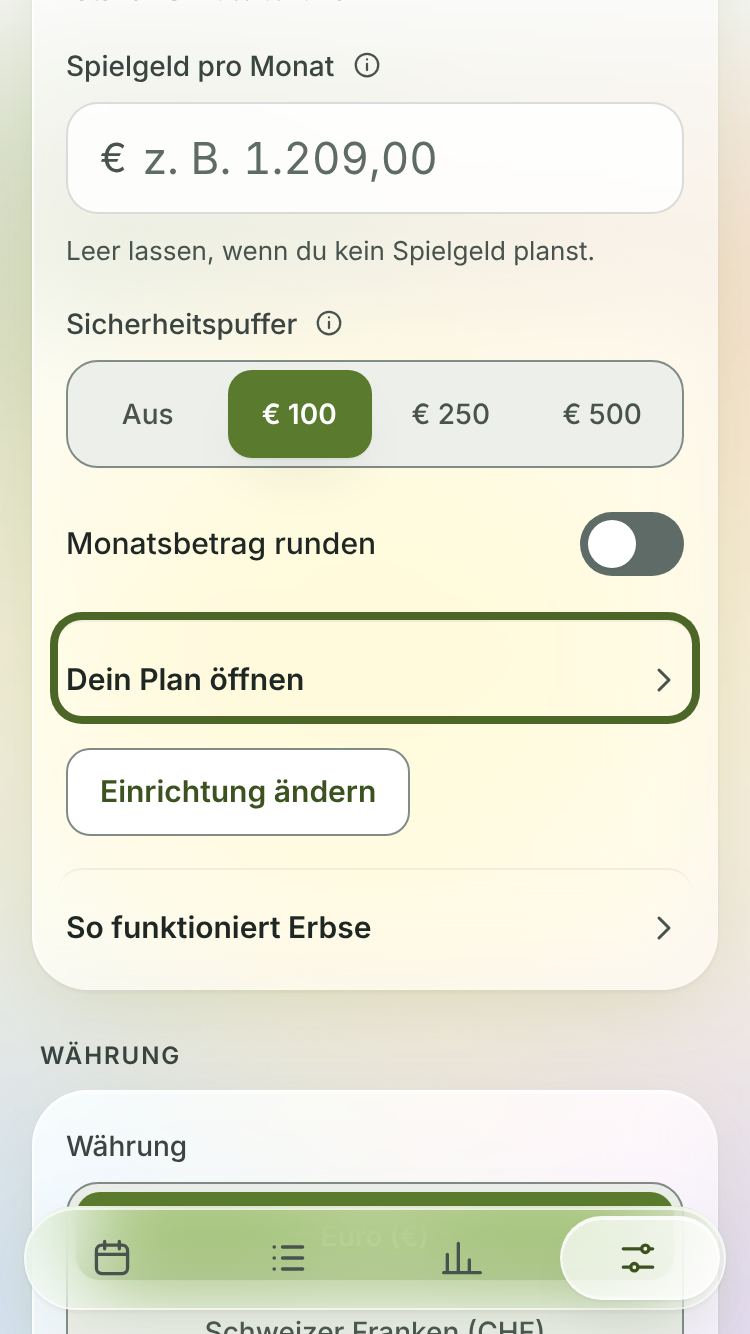 Spielgeld pro Monat
€ z. B. 1.209,00
Leer lassen, wenn du kein Spielgeld planst.
Sicherheitspuffer
Aus € 100 € 250 € 500
Monatsbetrag runden
Dein Plan öffnen
Einrichtung ändern
So funktioniert Erbse
WÄHRUNG
Währung
Euro (€)
Schweizer Franken (CHF)